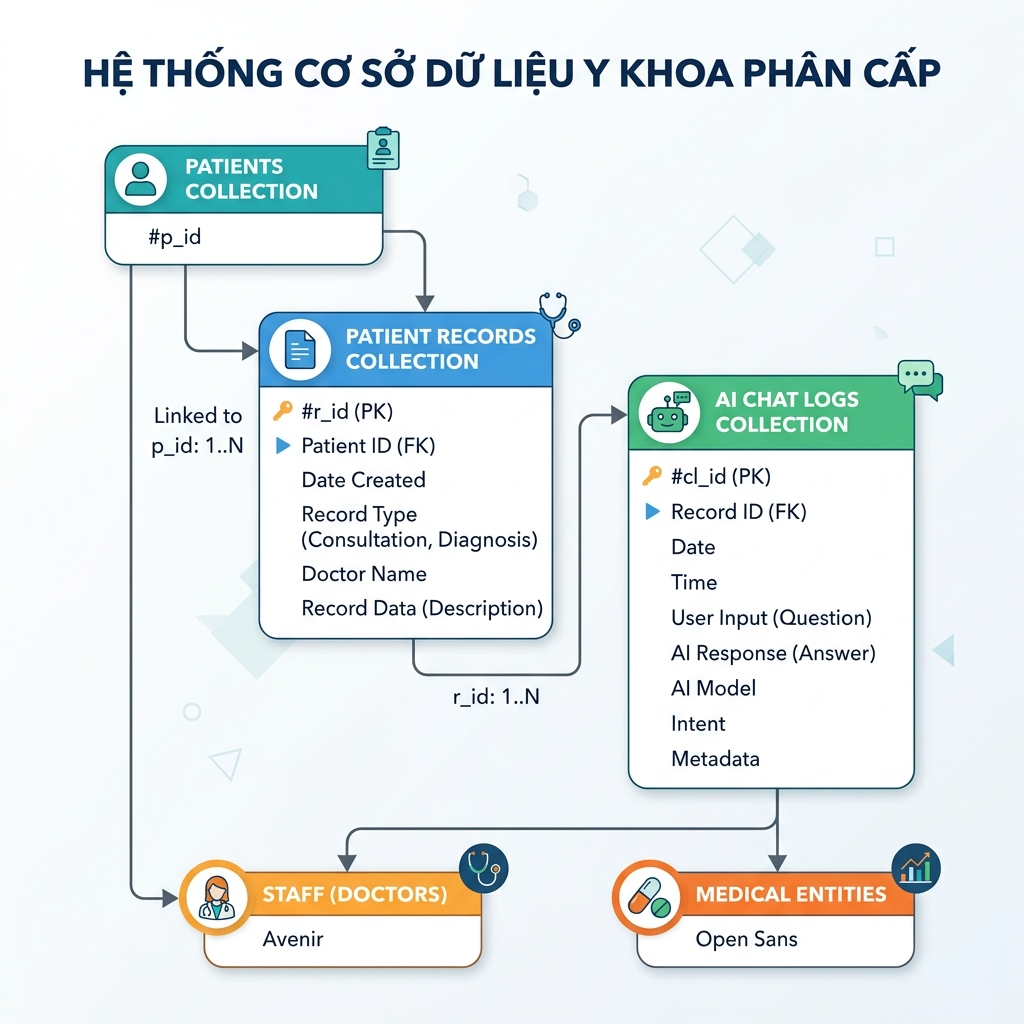 HỆ THỐNG CƠ SỞ DỮ LIỆU Y KHOA PHÂN CẤP
PATIENTS
COLLECTION
#p_id
PATIENT RECORDS
COLLECTION
#r_id (PK)
Patient ID (FK)
Date Created
Record Type
(Consultation, Diagnosis)
Doctor Name
Record Data (Description)
Linked to
p_id: 1..N
r_id: 1..N
AI CHAT LOGS
COLLECTION
#cl_id (PK)
Record ID (FK)
Date
Time
User Input (Question)
AI Response (Answer)
AI Model
Intent
Metadata
STAFF (DOCTORS)
Avenir
MEDICAL ENTITIES
Open Sans